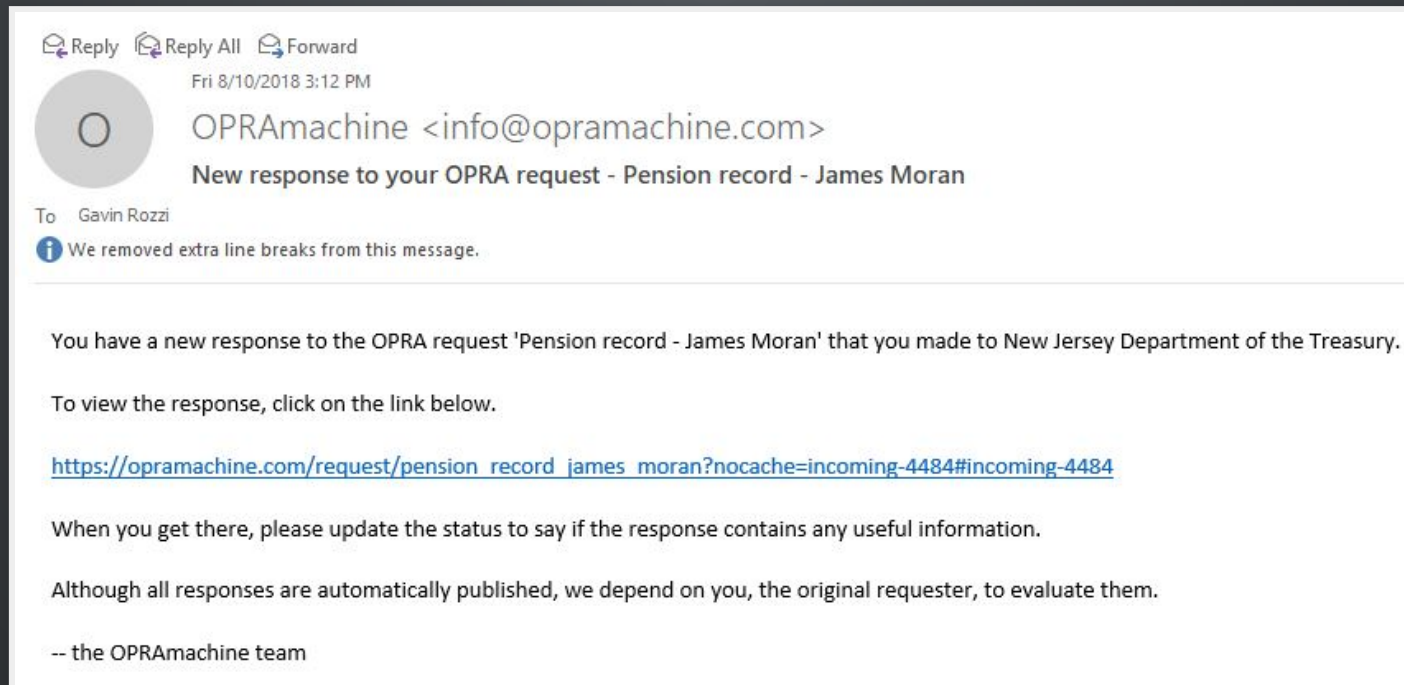 Reply Reply All Forward
Fri 8/10/2018 3:12 PM
O
OPRAmachine <info@opramachine.com>
New response to your OPRA request - Pension record - James Moran
To Gavin Rozzi
We removed extra line breaks from this message.
You have a new response to the OPRA request 'Pension record - James Moran' that you made to New Jersey Department of the Treasury.
To view the response, click on the link below.
https://opramachine.com/request/pension_record_james_moran?nocache=incoming-4484#incoming-4484
When you get there, please update the status to say if the response contains any useful information.
Although all responses are automatically published, we depend on you, the original requester, to evaluate them.
-- the OPRAmachine team